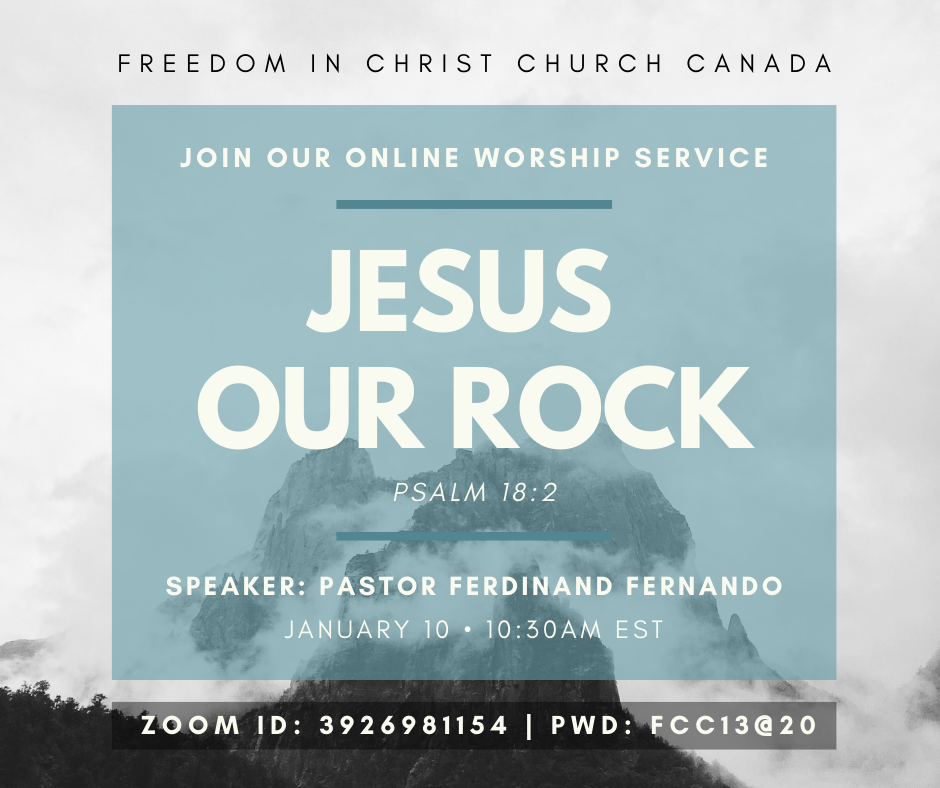 FREEDOM IN CHRIST CHURCH CANADA
JOIN OUR ONLINE WORSHIP SERVICE
JESUS
OUR ROCK
PSALM 18:2
SPEAKER: PASTOR FERDINAND FERNANDO
JANUARY 10 • 10:30AM EST
ZOOM ID: 3926981154 | PWD: FCC13@20